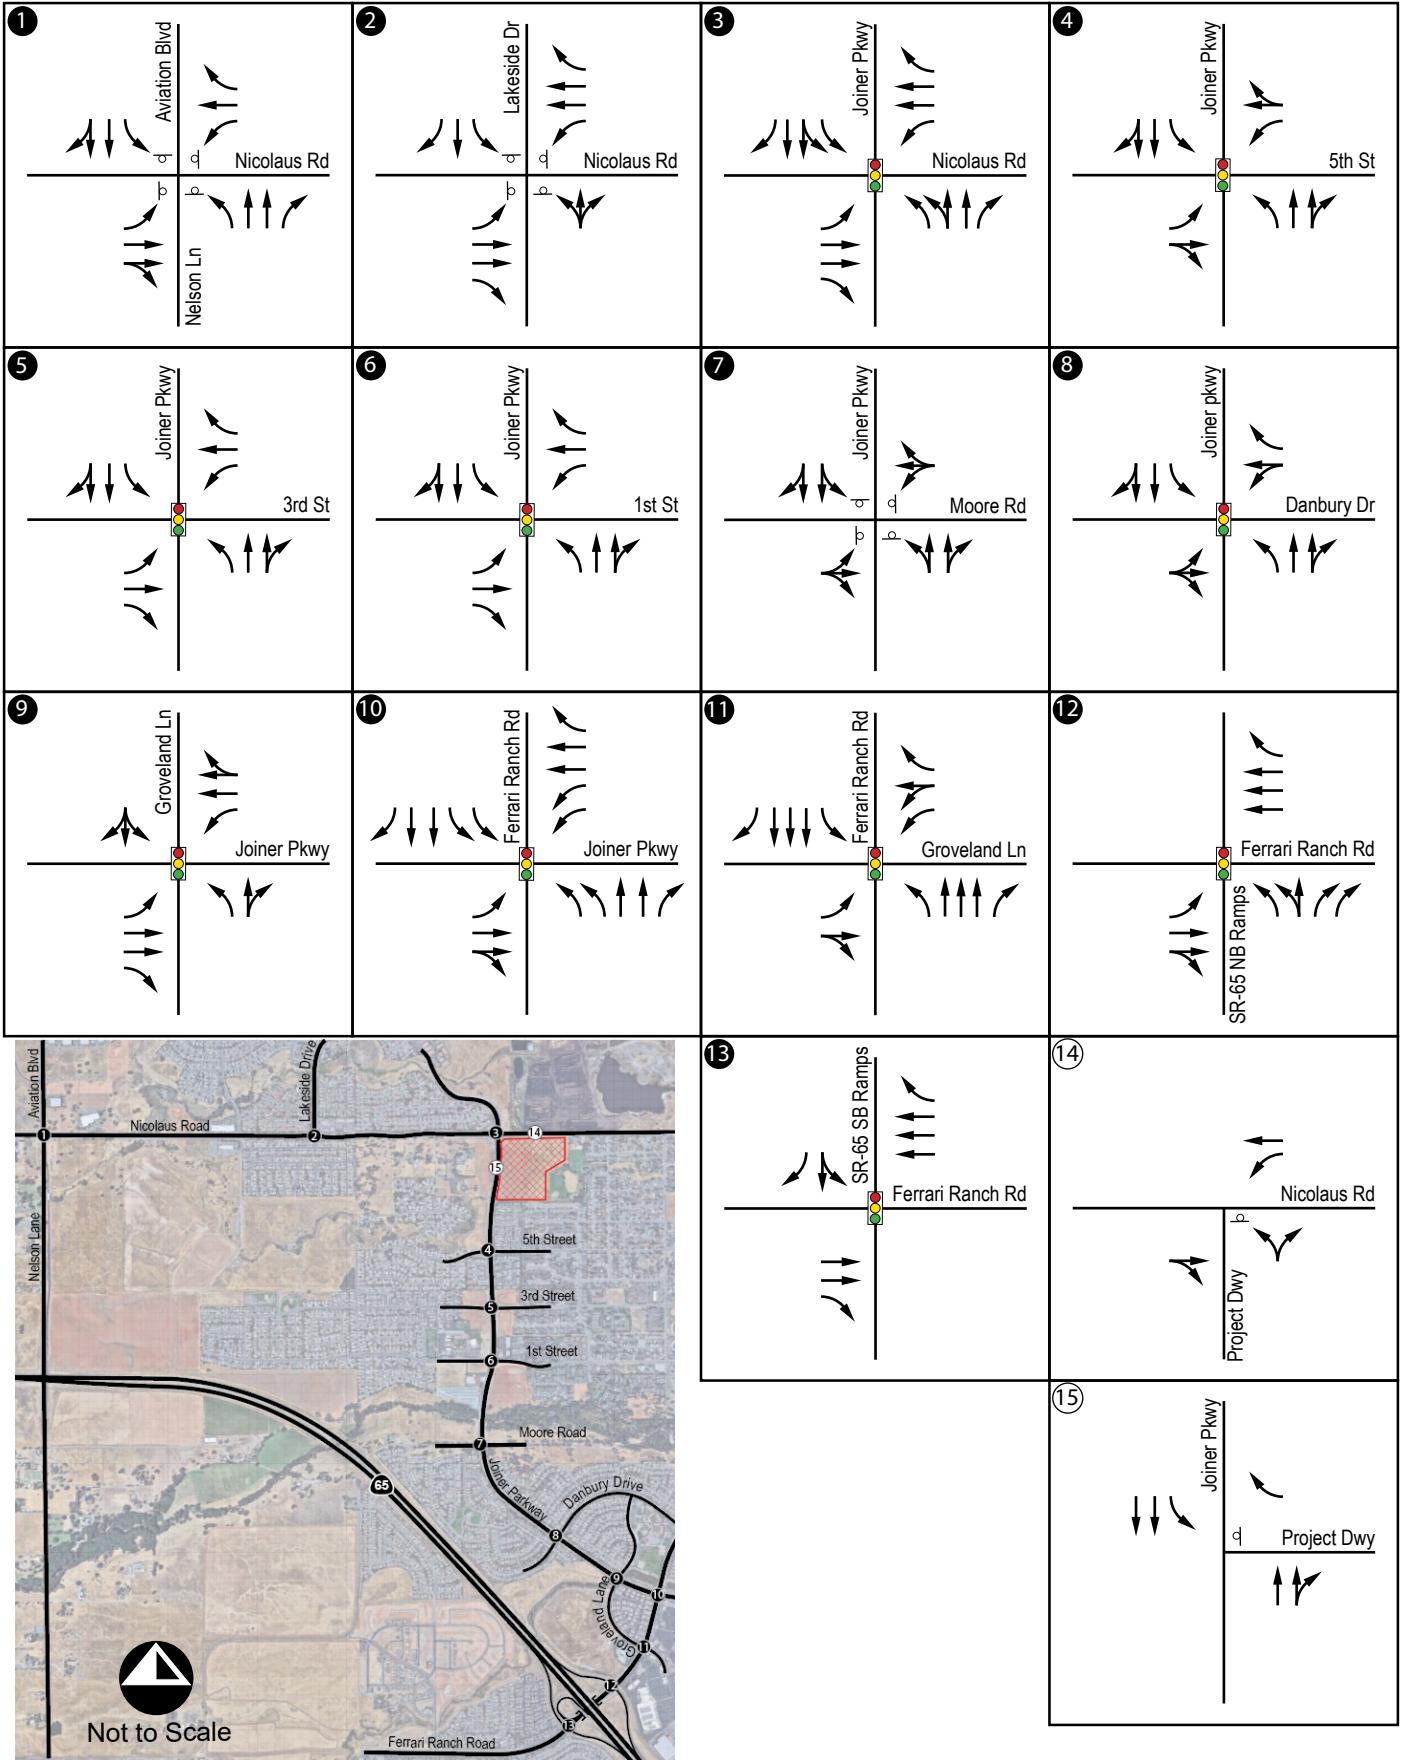 1
Aviation Blvd
Nicolaus Rd
Nelson Ln
2
Lakeside Dr
Nicolaus Rd
3
Joiner Pkwy
Nicolaus Rd
4
Joiner Pkwy
5th St
5
Joiner Pkwy
3rd St
6
Joiner Pkwy
1st St
7
Joiner Pkwy
Moore Rd
8
Joiner pkwy
Danbury Dr
9
Groveland Ln
Joiner Pkwy
10
Ferrari Ranch Rd
Joiner Pkwy
11
Ferrari Ranch Rd
Groveland Ln
12
Ferrari Ranch Rd
SR-65 NB Ramps
13
SR-65 SB Ramps
Ferrari Ranch Rd
14
Nicolaus Rd
Project Dwy
15
Joiner Pkwy
Project Dwy
Aviation Blvd
Lakeside Drive
Nicolaus Road
1
2
3
14
15
Nelson Lane
5th Street
4
3rd Street
5
1st Street
6
Moore Road
7
65
Joiner Parkway
Danbury Drive
8
9
10
Groveland Lane
11
12
13
Not to Scale
Ferrari Ranch Road